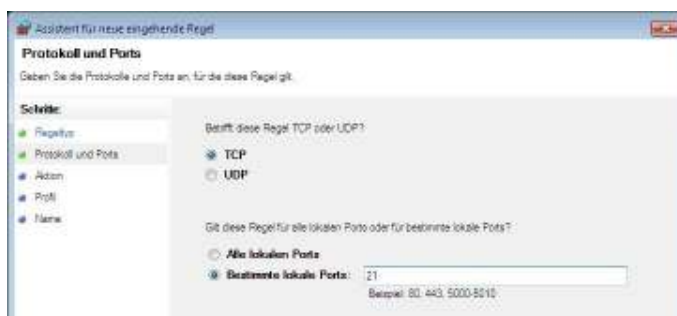 Assistent für neue eingehende Regel
Protokoll und Ports
Geben Sie die Protokolle und Ports an, für die diese Regel gilt.
Schritte:
Regeltyp
Protokoll und Ports
Aktion
Profil
Name
Betrifft diese Regel TCP oder UDP?
TCP
UDP
Gilt diese Regel für alle lokalen Ports oder für bestimmte lokale Ports?
Alle lokalen Ports
Bestimmte lokale Ports: 21
Beispiel: 80, 443, 5000-5010